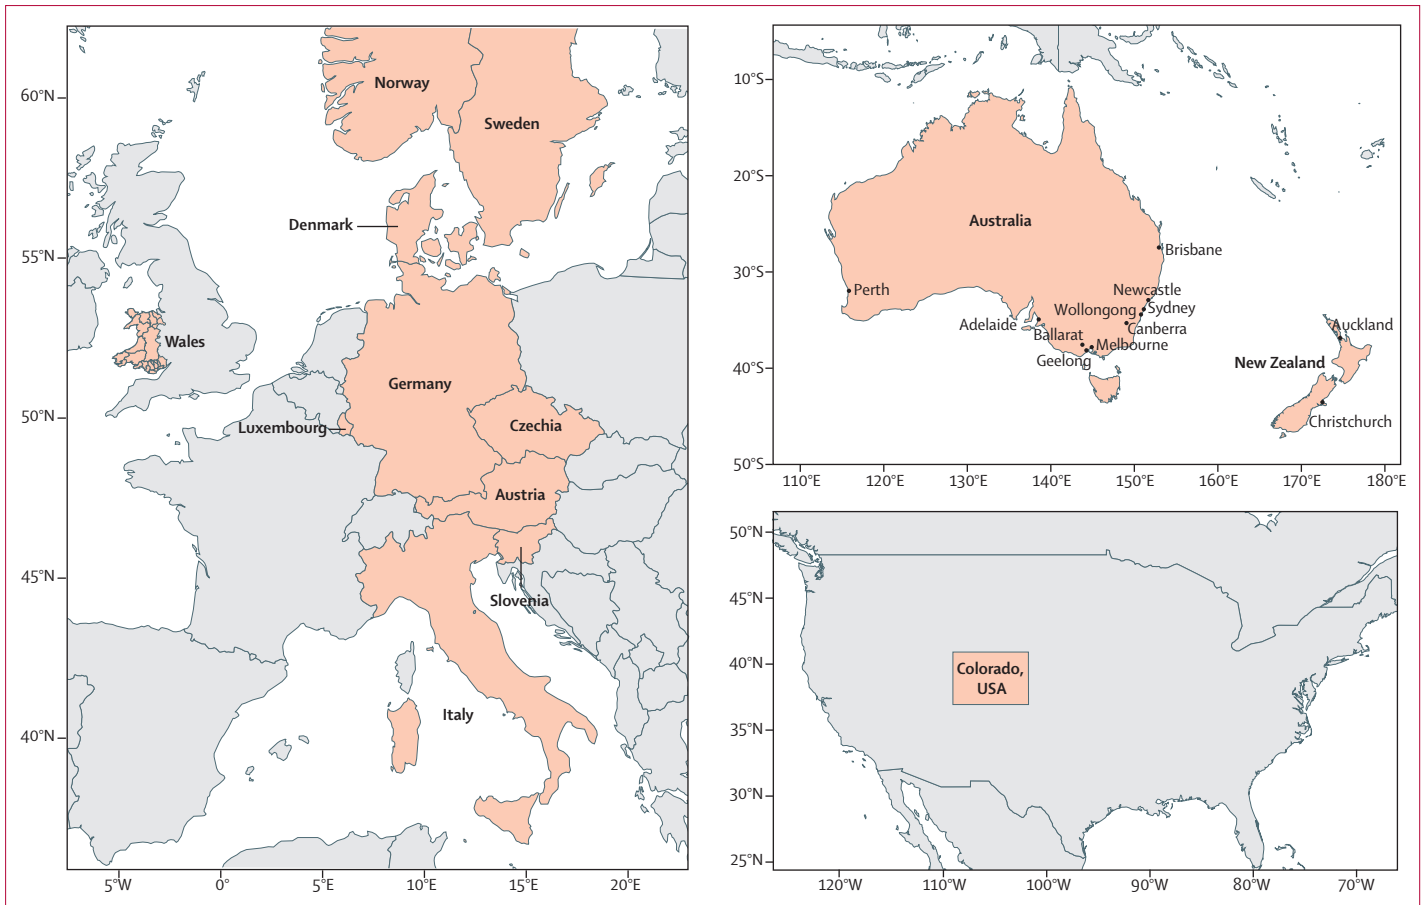 60°N
55°N
50°N
45°N
40°N
5°W
0°
5°E
10°E
15°E
20°E
Norway
Sweden
Denmark
Wales
Germany
Luxembourg
Czechia
Austria
Slovenia
Italy
10°S
20°S
30°S
40°S
50°S
110°E
120°E
130°E
140°E
150°E
160°E
170°E
180°E
Australia
Brisbane
Perth
Newcastle
Wollongong
Sydney
Adelaide
Canberra
Ballarat
Melbourne
Geelong
Auckland
New Zealand
Christchurch
50°N
45°N
40°N
35°N
30°N
25°N
120°W
110°W
100°W
90°W
80°W
70°W
Colorado,
USA